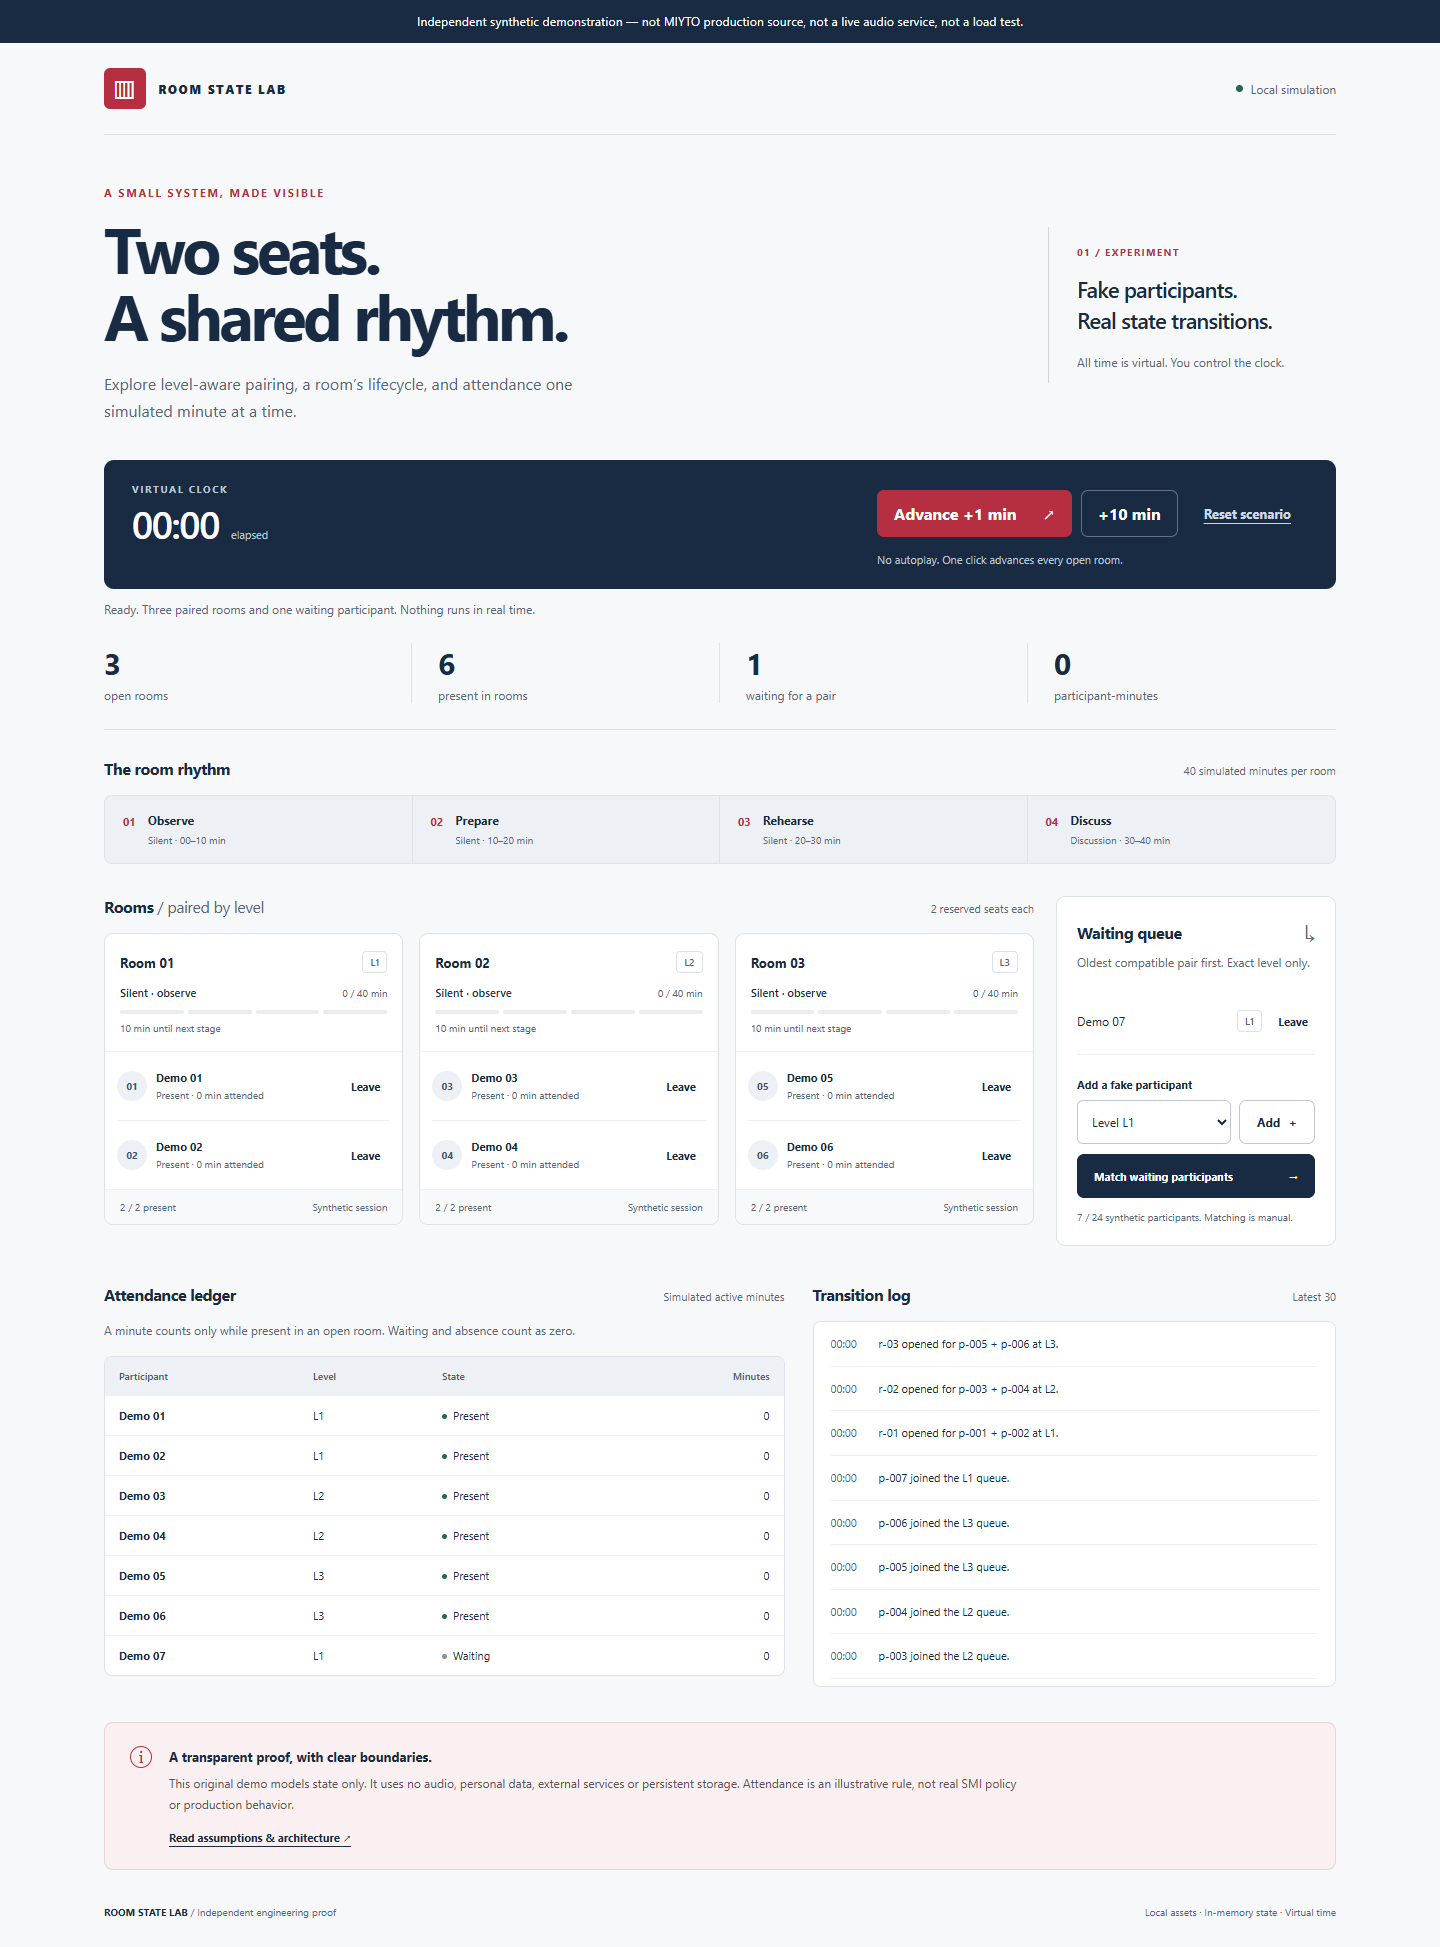 Independent synthetic demonstration — not MIYTO production source, not a live audio service, not a load test.
ROOM STATE LAB
Local simulation
A SMALL SYSTEM, MADE VISIBLE
Two seats.
A shared rhythm.
Explore level-aware pairing, a room's lifecycle, and attendance one
simulated minute at a time.
01 / EXPERIMENT
Fake participants.
Real state transitions.
All time is virtual. You control the clock.
VIRTUAL CLOCK
00:00 elapsed
Advance +1 min ↗
+10 min
Reset scenario
No autoplay. One click advances every open room.
Ready. Three paired rooms and one waiting participant. Nothing runs in real time.
3
open rooms
6
present in rooms
1
waiting for a pair
0
participant-minutes
The room rhythm
40 simulated minutes per room
01 Observe
Silent · 00–10 min
02 Prepare
Silent · 10–20 min
03 Rehearse
Silent · 20–30 min
04 Discuss
Discussion · 30–40 min
Rooms / paired by level
2 reserved seats each
Room 01 L1
Silent · observe 0 / 40 min
10 min until next stage
01 Demo 01
Present · 0 min attended
Leave
02 Demo 02
Present · 0 min attended
Leave
2 / 2 present Synthetic session
Room 02 L2
Silent · observe 0 / 40 min
10 min until next stage
03 Demo 03
Present · 0 min attended
Leave
04 Demo 04
Present · 0 min attended
Leave
2 / 2 present Synthetic session
Room 03 L3
Silent · observe 0 / 40 min
10 min until next stage
05 Demo 05
Present · 0 min attended
Leave
06 Demo 06
Present · 0 min attended
Leave
2 / 2 present Synthetic session
Waiting queue ↳
Oldest compatible pair first. Exact level only.
Demo 07 L1 Leave
Add a fake participant
Level L1
Add +
Match waiting participants →
7 / 24 synthetic participants. Matching is manual.
Attendance ledger
Simulated active minutes
A minute counts only while present in an open room. Waiting and absence count as zero.
Participant Level State Minutes
Demo 01 L1 Present 0
Demo 02 L1 Present 0
Demo 03 L2 Present 0
Demo 04 L2 Present 0
Demo 05 L3 Present 0
Demo 06 L3 Present 0
Demo 07 L1 Waiting 0
Transition log
Latest 30
00:00 r-03 opened for p-005 + p-006 at L3.
00:00 r-02 opened for p-003 + p-004 at L2.
00:00 r-01 opened for p-001 + p-002 at L1.
00:00 p-007 joined the L1 queue.
00:00 p-006 joined the L3 queue.
00:00 p-005 joined the L3 queue.
00:00 p-004 joined the L2 queue.
00:00 p-003 joined the L2 queue.
i
A transparent proof, with clear boundaries.
This original demo models state only. It uses no audio, personal data, external services or persistent storage. Attendance is an illustrative rule, not real SMI policy
or production behavior.
Read assumptions & architecture ↗
ROOM STATE LAB / Independent engineering proof
Local assets · In-memory state · Virtual time